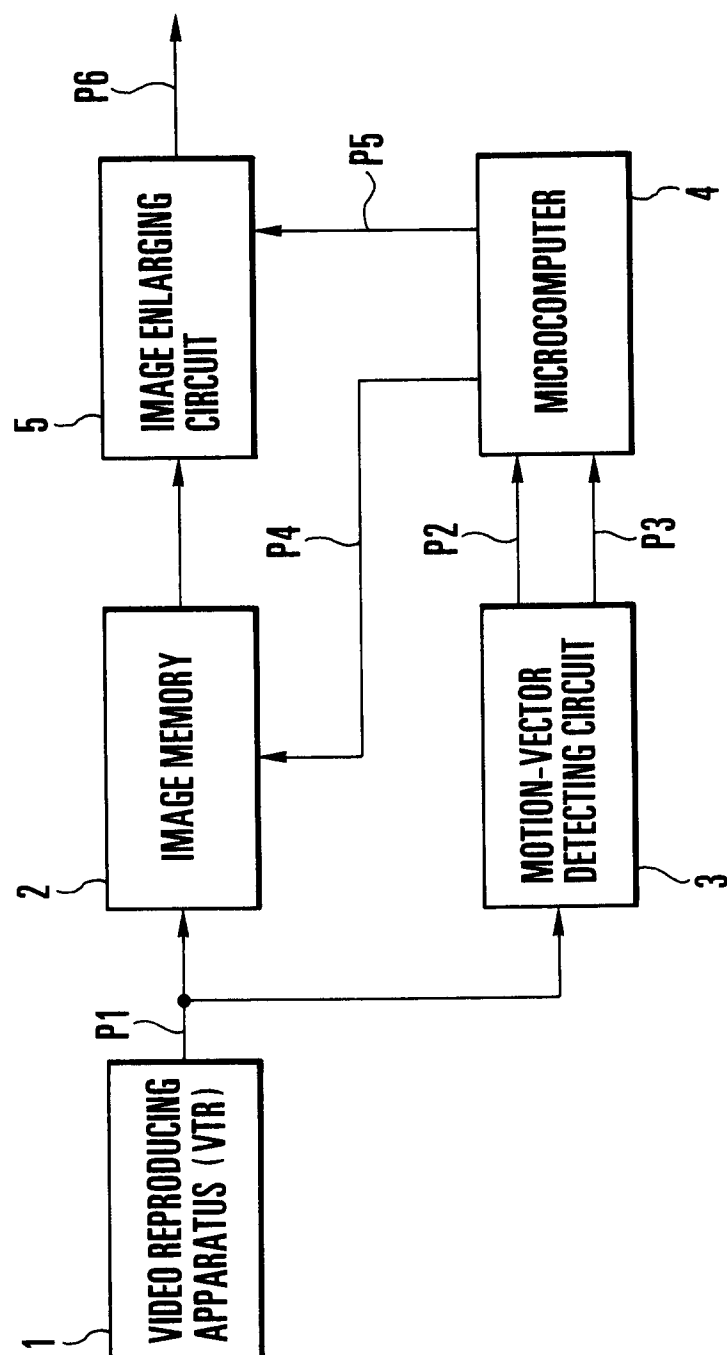 1
VIDEO REPRODUCING
APPARATUS (VTR)
P1
2
IMAGE MEMORY
3
MOTION-VECTOR
DETECTING CIRCUIT
P2
P3
P4
4
MICROCOMPUTER
P5
5
IMAGE ENLARGING
CIRCUIT
P6